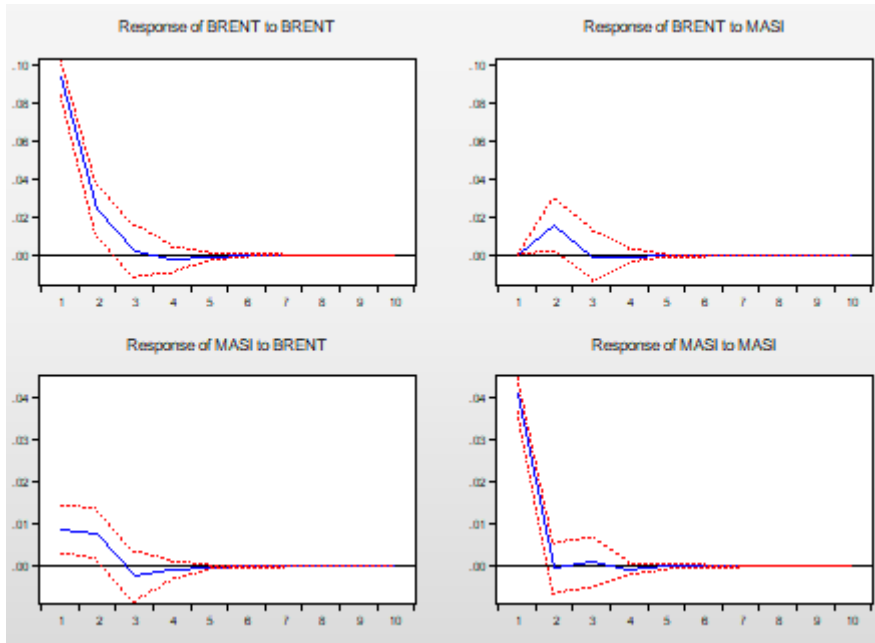 Response of BRENT to BRENT
.10
.08
.06
.04
.02
.00
1 2 3 4 5 6 7 8 9 10
Response of BRENT to MASI
.10
.08
.06
.04
.02
.00
1 2 3 4 5 6 7 8 9 10
Response of MASI to BRENT
.04
.03
.02
.01
.00
1 2 3 4 5 6 7 8 9 10
Response of MASI to MASI
.04
.03
.02
.01
.00
1 2 3 4 5 6 7 8 9 10